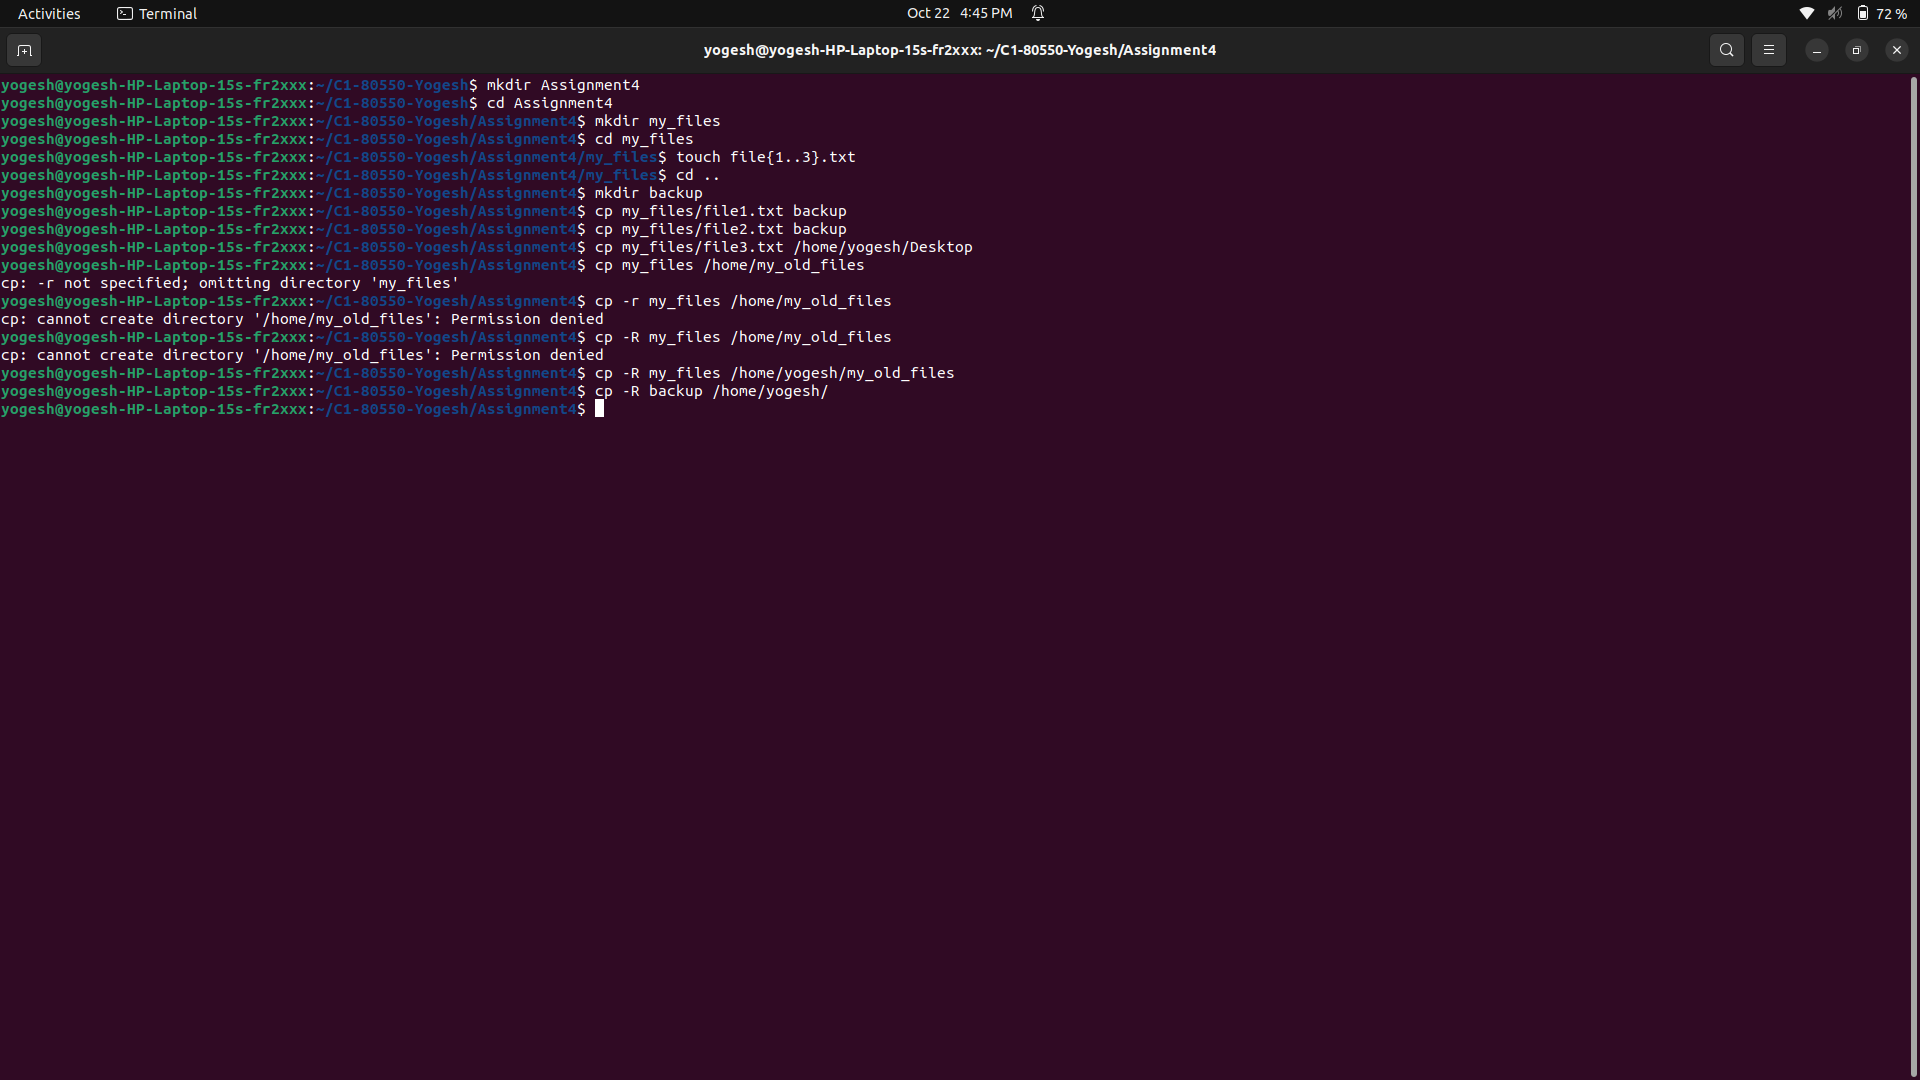 Activities Terminal Oct 22 4:45 PM 72 %
yogesh@yogesh-HP-Laptop-15s-fr2xxx: ~/C1-80550-Yogesh/Assignment4
yogesh@yogesh-HP-Laptop-15s-fr2xxx:~/C1-80550-Yogesh$ mkdir Assignment4
yogesh@yogesh-HP-Laptop-15s-fr2xxx:~/C1-80550-Yogesh$ cd Assignment4
yogesh@yogesh-HP-Laptop-15s-fr2xxx:~/C1-80550-Yogesh/Assignment4$ mkdir my_files
yogesh@yogesh-HP-Laptop-15s-fr2xxx:~/C1-80550-Yogesh/Assignment4$ cd my_files
yogesh@yogesh-HP-Laptop-15s-fr2xxx:~/C1-80550-Yogesh/Assignment4/my_files$ touch file{1..3}.txt
yogesh@yogesh-HP-Laptop-15s-fr2xxx:~/C1-80550-Yogesh/Assignment4/my_files$ cd ..
yogesh@yogesh-HP-Laptop-15s-fr2xxx:~/C1-80550-Yogesh/Assignment4$ mkdir backup
yogesh@yogesh-HP-Laptop-15s-fr2xxx:~/C1-80550-Yogesh/Assignment4$ cp my_files/file1.txt backup
yogesh@yogesh-HP-Laptop-15s-fr2xxx:~/C1-80550-Yogesh/Assignment4$ cp my_files/file2.txt backup
yogesh@yogesh-HP-Laptop-15s-fr2xxx:~/C1-80550-Yogesh/Assignment4$ cp my_files/file3.txt /home/yogesh/Desktop
yogesh@yogesh-HP-Laptop-15s-fr2xxx:~/C1-80550-Yogesh/Assignment4$ cp my_files /home/my_old_files
cp: -r not specified; omitting directory 'my_files'
yogesh@yogesh-HP-Laptop-15s-fr2xxx:~/C1-80550-Yogesh/Assignment4$ cp -r my_files /home/my_old_files
cp: cannot create directory '/home/my_old_files': Permission denied
yogesh@yogesh-HP-Laptop-15s-fr2xxx:~/C1-80550-Yogesh/Assignment4$ cp -R my_files /home/my_old_files
cp: cannot create directory '/home/my_old_files': Permission denied
yogesh@yogesh-HP-Laptop-15s-fr2xxx:~/C1-80550-Yogesh/Assignment4$ cp -R my_files /home/yogesh/my_old_files
yogesh@yogesh-HP-Laptop-15s-fr2xxx:~/C1-80550-Yogesh/Assignment4$ cp -R backup /home/yogesh/
yogesh@yogesh-HP-Laptop-15s-fr2xxx:~/C1-80550-Yogesh/Assignment4$